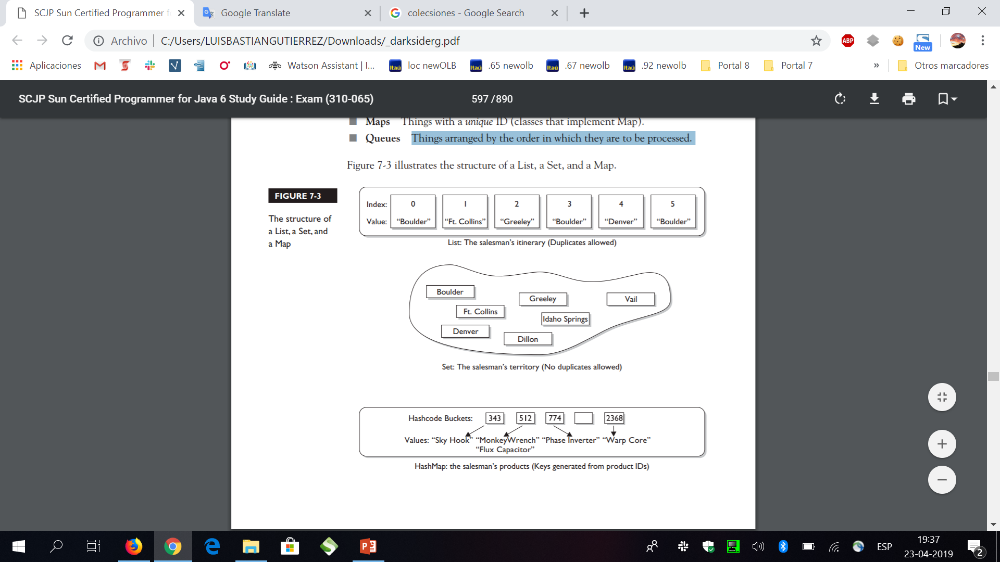 SCJP Sun Certified Programmer f
Google Translate
colecsiones - Google Search
Archivo
C:/Users/LUISBASTIANGUTIERREZ/Downloads/_darksiderg.pdf
ABP
New
Aplicaciones
Watson Assistant | I...
Itaú
loc newOLB
Itaú
.65 newolb
Itaú
.67 newolb
Itaú
.92 newolb
Portal 8
Portal 7
»
Otros marcadores
SCJP Sun Certified Programmer for Java 6 Study Guide : Exam (310-065)
597 / 890
Maps Things with a unique ID (classes that implement Map).
Queues Things arranged by the order in which they are to be processed.
Figure 7-3 illustrates the structure of a List, a Set, and a Map.
FIGURE 7-3
The structure of
a List, a Set, and
a Map
Index: 0 1 2 3 4 5
Value: “Boulder” “Ft. Collins” “Greeley” “Boulder” “Denver” “Boulder”
List: The salesman’s itinerary (Duplicates allowed)
Boulder
Greeley
Vail
Ft. Collins
Idaho Springs
Denver
Dillon
Set: The salesman’s territory (No duplicates allowed)
Hashcode Buckets: 343 512 774 2368
Values: “Sky Hook” “MonkeyWrench” “Phase Inverter” “Warp Core”
“Flux Capacitor”
HashMap: the salesman’s products (Keys generated from product IDs)
ESP
19:37
23-04-2019
2